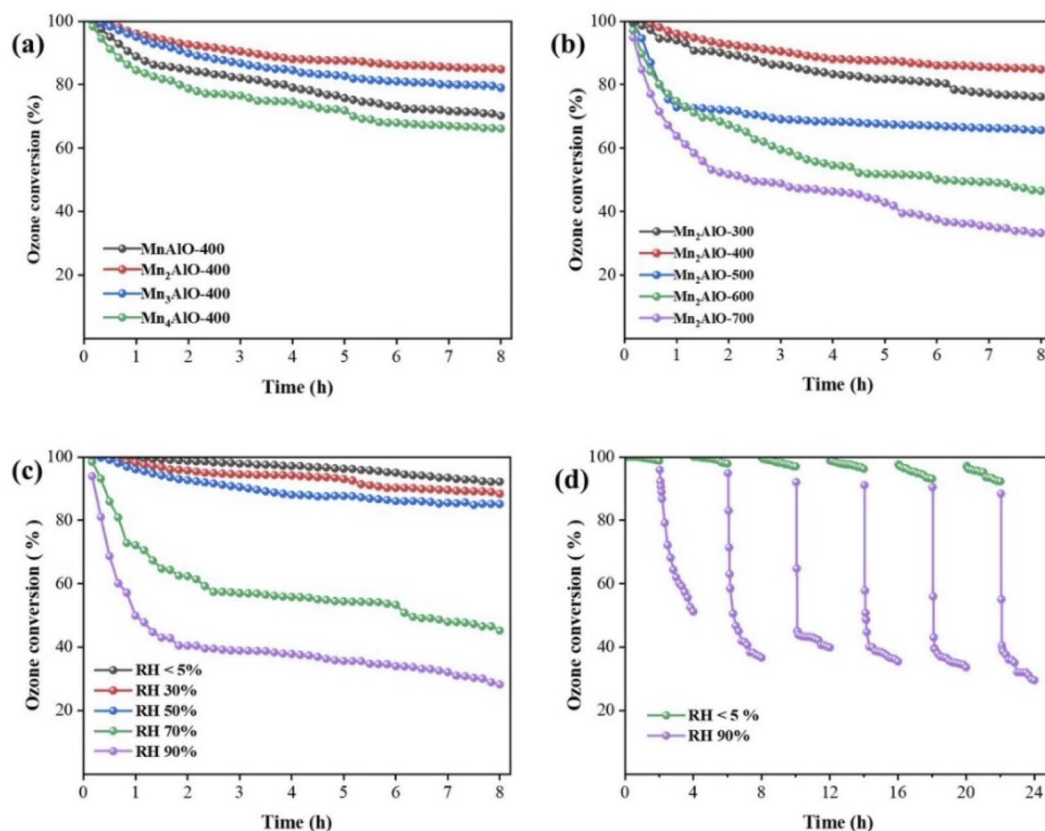 (a)
Ozone conversion (%)
100
80
60
40
20
MnAlO-400
Mn₂AlO-400
Mn₃AlO-400
Mn₄AlO-400
0 1 2 3 4 5 6 7 8
Time (h)
(b)
Ozone conversion (%)
100
80
60
40
20
Mn₂AlO-300
Mn₂AlO-400
Mn₂AlO-500
Mn₂AlO-600
Mn₂AlO-700
0 1 2 3 4 5 6 7 8
Time (h)
(c)
Ozone conversion ( % )
100
80
60
40
20
RH < 5%
RH 30%
RH 50%
RH 70%
RH 90%
0 1 2 3 4 5 6 7 8
Time (h)
(d)
Ozone conversion ( % )
100
80
60
40
20
RH < 5 %
RH 90%
0 4 8 12 16 20 24
Time (h)